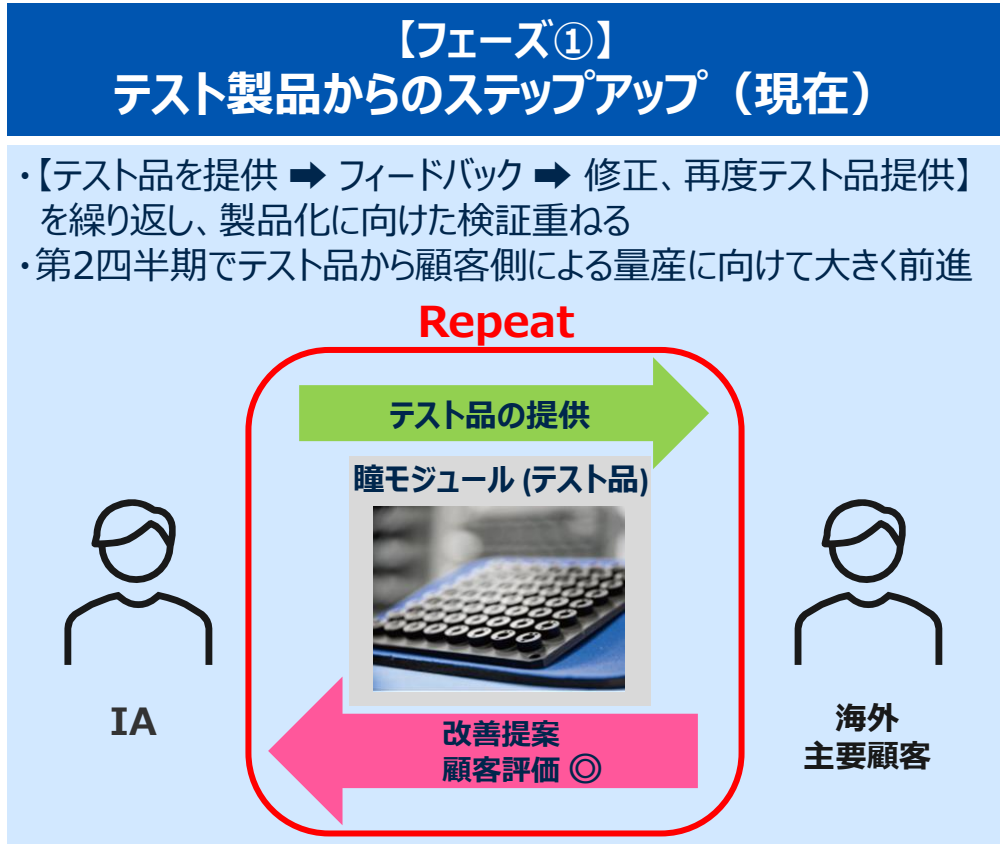 【フェーズ①】
テスト製品からのステップアップ（現在）
・【テスト品を提供 ➡ フィードバック ➡ 修正、再度テスト品提供】
を繰り返し、製品化に向けた検証重ねる
・第2四半期でテスト品から顧客側による量産に向けて大きく前進
Repeat
テスト品の提供
瞳モジュール (テスト品)
IA
海外
主要顧客
改善提案
顧客評価 ◎